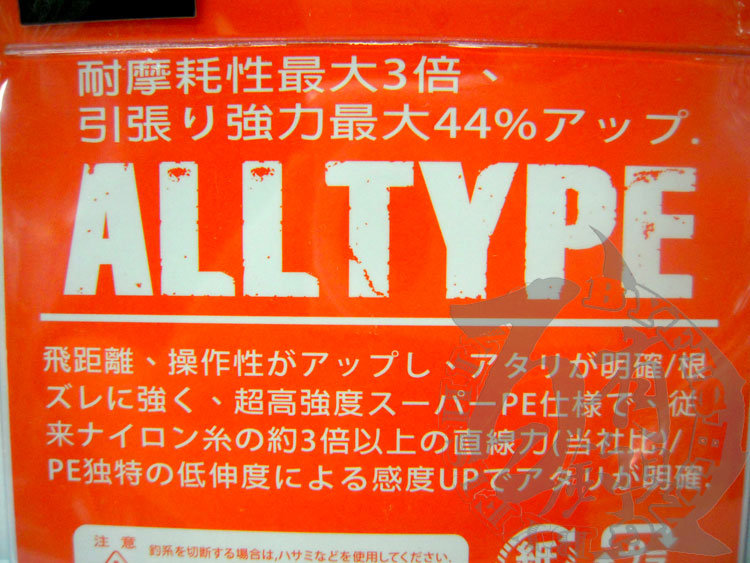 耐摩耗性最大3倍、
引張り強力最大44%アップ.
ALLTYPE
飛距離、操作性がアップし、アタリが明確/根
ズレに強く、超高強度スーパーPE仕様で、従
来ナイロン糸の約3倍以上の直線力(当社比)/
PE独特の低伸度による感度UPでアタリが明確.
注意
釣系を切断する場合は,ハサミなどを使用してください.
紙
プラ